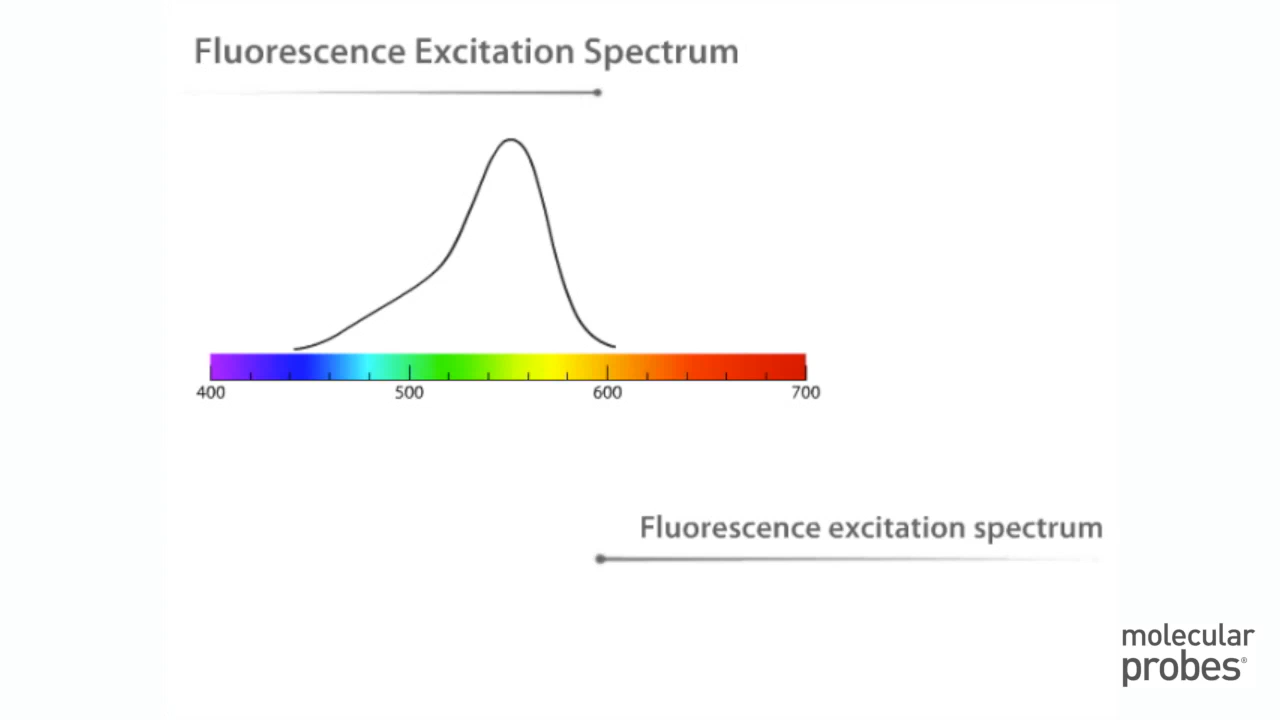 Fluorescence Excitation Spectrum
400 500 600 700
Fluorescence excitation spectrum
molecular
probes®